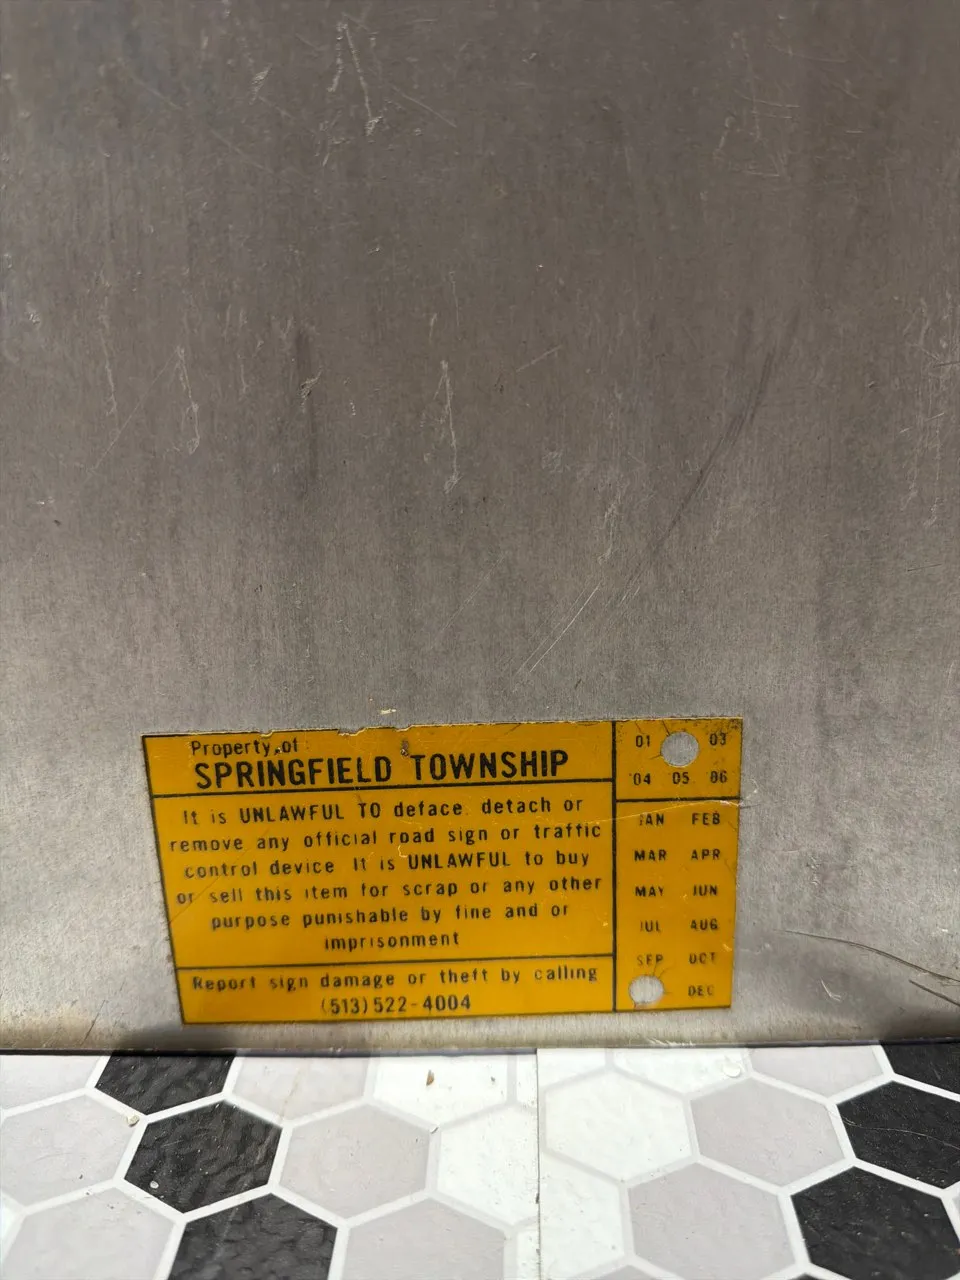 Property of
SPRINGFIELD TOWNSHIP
It is UNLAWFUL TO deface detach or
remove any official road sign or traffic
control device It is UNLAWFUL to buy
or sell this item for scrap or any other
purpose punishable by fine and or
imprisonment
Report sign damage or theft by calling
(513)522-4004
01 03
04 05 06
JAN FEB
MAR APR
MAY JUN
JUL AUG
SEP OCT
DEC